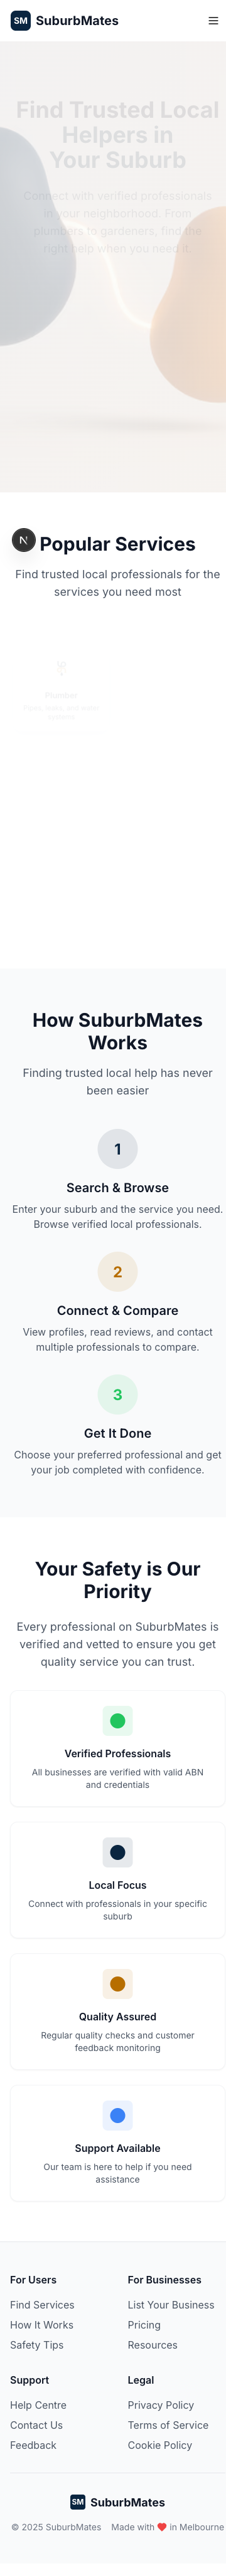 SM SuburbMates
Find Trusted Local
Helpers in
Your Suburb
Connect with verified professionals
in your neighborhood. From
plumbers to gardeners, find the
right help when you need it.
N
Popular Services
Find trusted local professionals for the
services you need most
Plumber
How SuburbMates
Works
Finding trusted local help has never
been easier
1
Search & Browse
Enter your suburb and the service you need.
Browse verified local professionals.
2
Connect & Compare
View profiles, read reviews, and contact
multiple professionals to compare.
3
Get It Done
Choose your preferred professional and get
your job completed with confidence.
Your Safety is Our
Priority
Every professional on SuburbMates is
verified and vetted to ensure you get
quality service you can trust.
Verified Professionals
All businesses are verified with valid ABN
and credentials
Local Focus
Connect with professionals in your specific
suburb
Quality Assured
Regular quality checks and customer
feedback monitoring
Support Available
Our team is here to help if you need
assistance
For Users
Find Services
How It Works
Safety Tips
For Businesses
List Your Business
Pricing
Resources
Support
Help Centre
Contact Us
Feedback
Legal
Privacy Policy
Terms of Service
Cookie Policy
SM SuburbMates
© 2025 SuburbMates Made with ❤️ in Melbourne